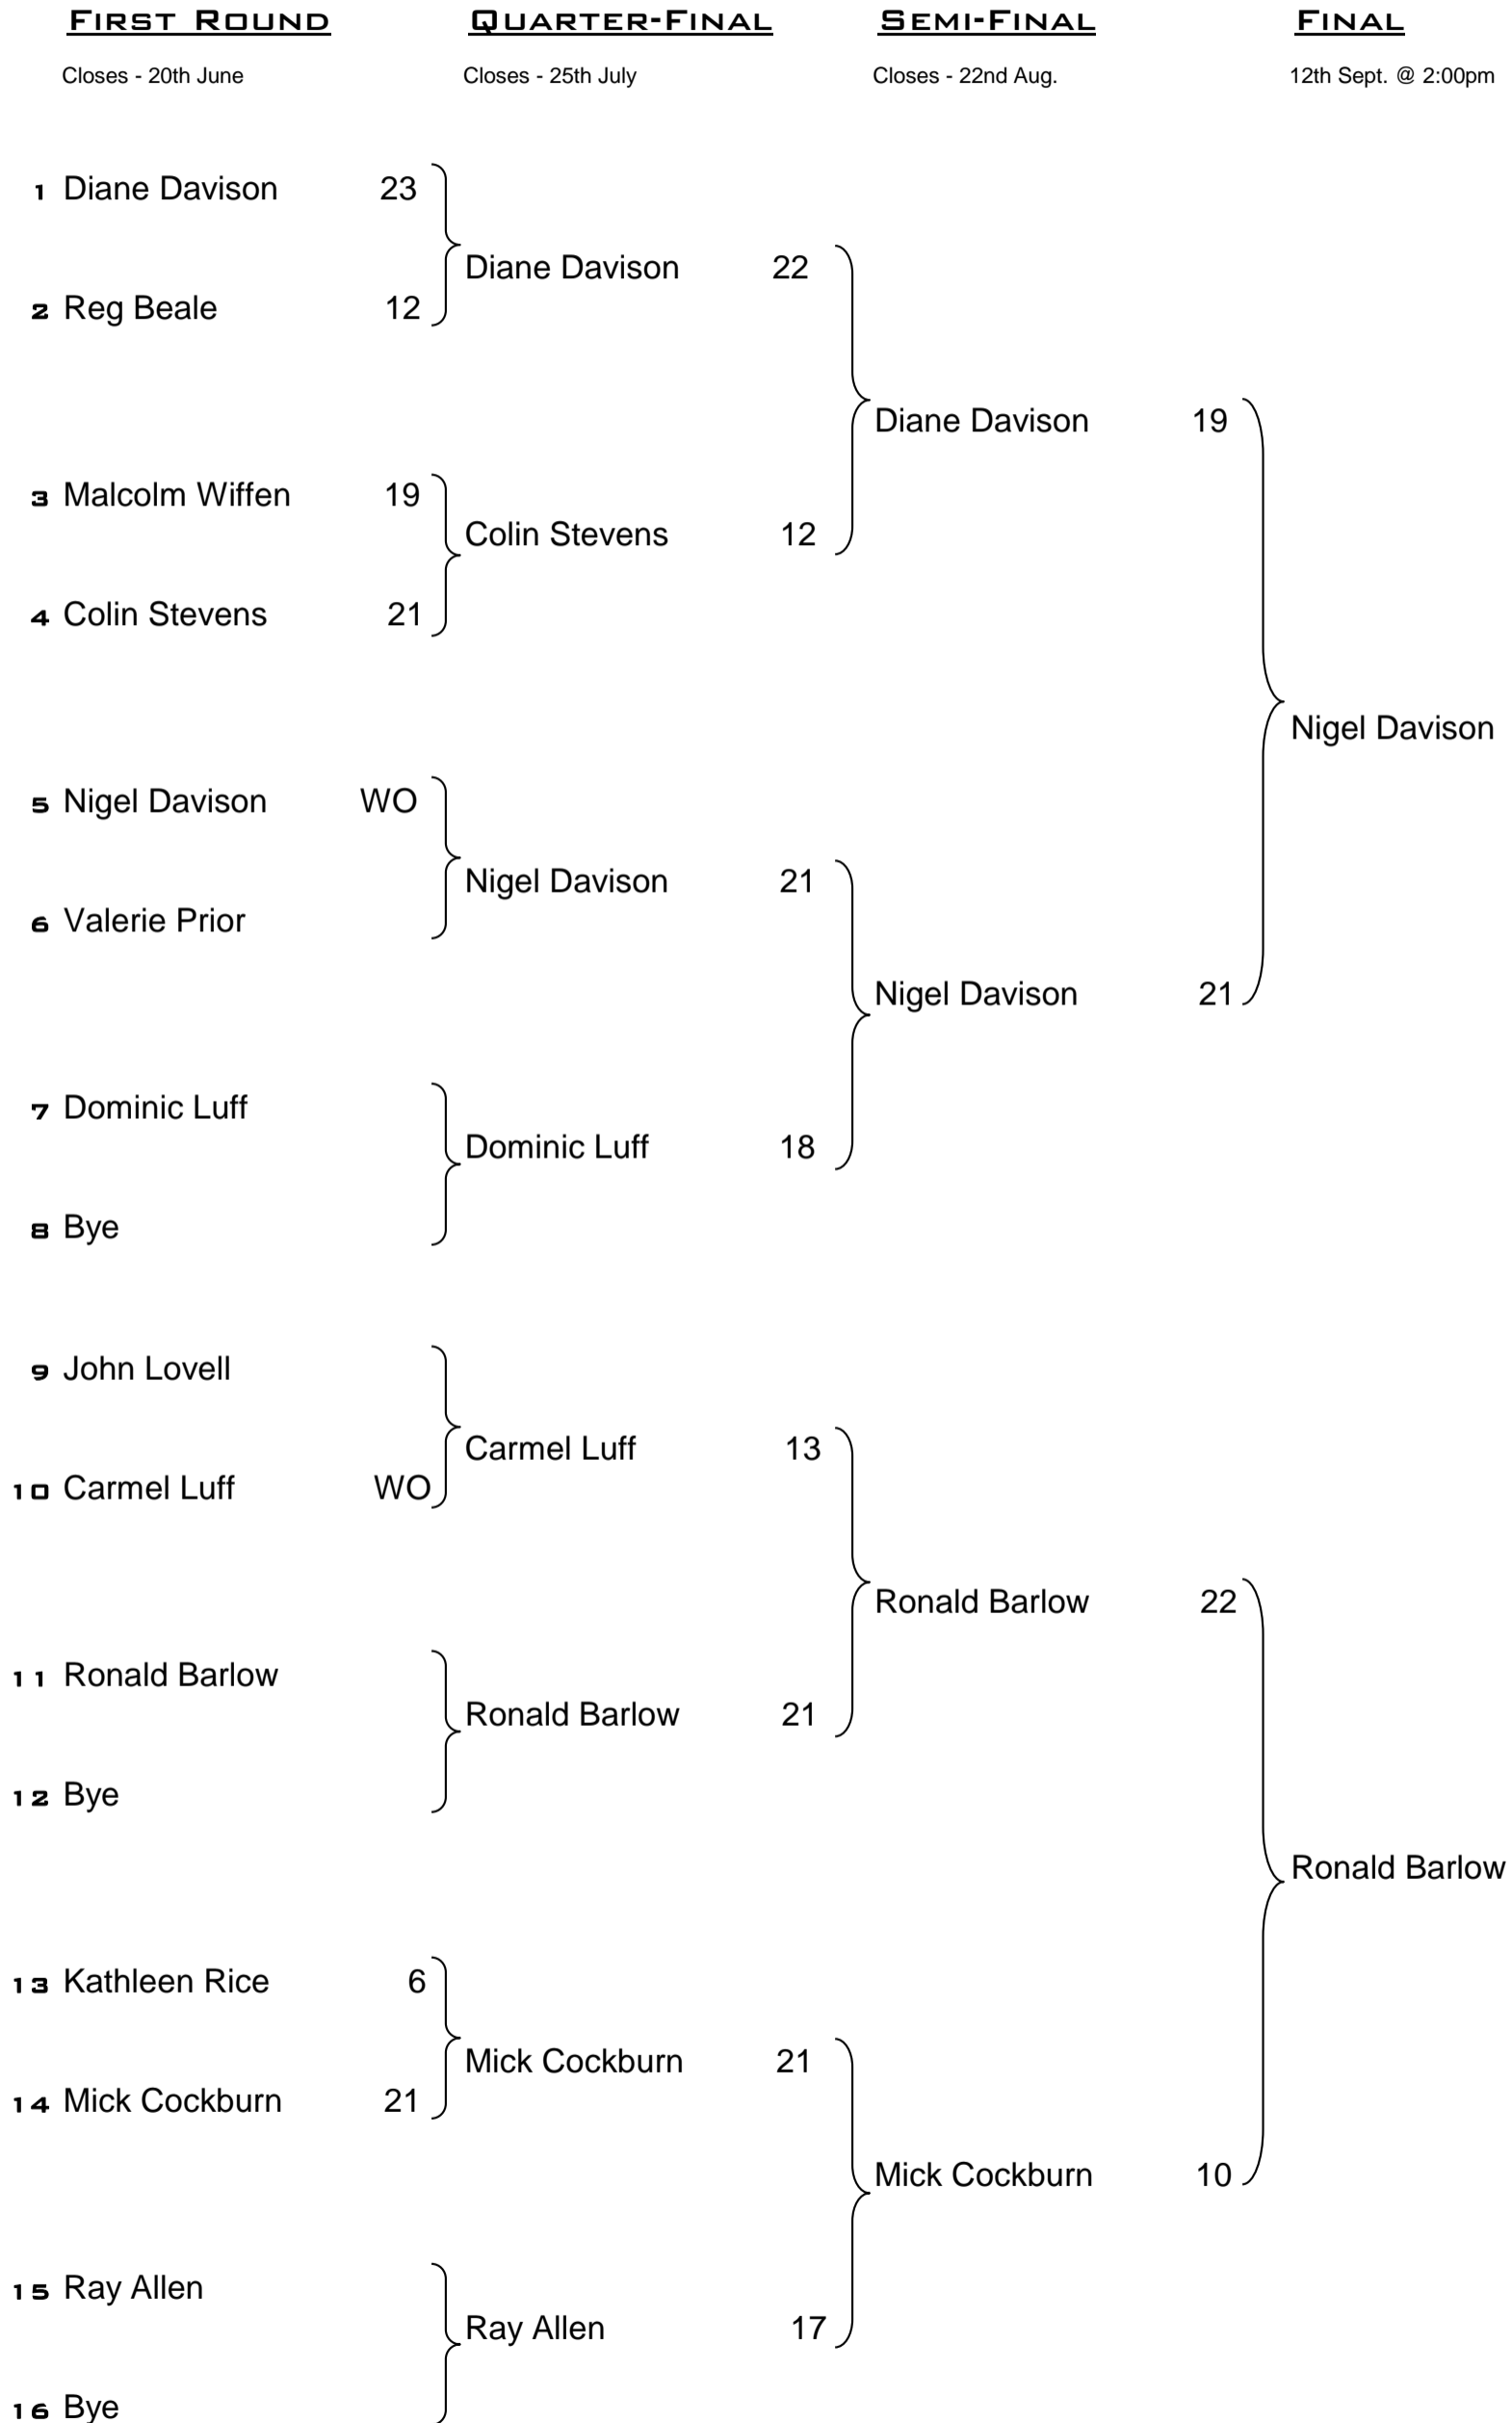 FIRST ROUND QUARTER-FINAL SEMI-FINAL FINAL
Closes - 20th June Closes - 25th July Closes - 22nd Aug. 12th Sept. @ 2:00pm
1 Diane Davison 23
Diane Davison 22
2 Reg Beale 12
Diane Davison 19
3 Malcolm Wiffen 19
Colin Stevens 12
4 Colin Stevens 21
Nigel Davison
5 Nigel Davison WO
Nigel Davison 21
6 Valerie Prior
Nigel Davison 21
7 Dominic Luff
Dominic Luff 18
8 Bye
9 John Lovell
Carmel Luff 13
10 Carmel Luff WO
Ronald Barlow 22
11 Ronald Barlow
Ronald Barlow 21
12 Bye
Ronald Barlow
13 Kathleen Rice 6
Mick Cockburn 21
14 Mick Cockburn 21
Mick Cockburn 10
15 Ray Allen
Ray Allen 17
16 Bye